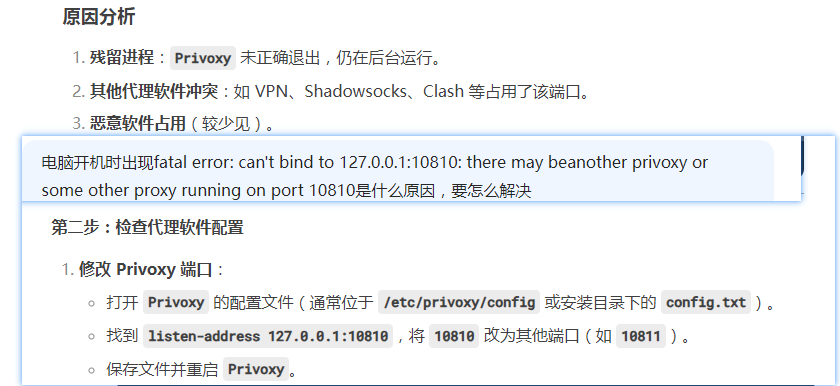 原因分析
1. 残留进程：Privoxy 未正确退出，仍在后台运行。
2. 其他代理软件冲突：如 VPN、Shadowsocks、Clash 等占用了该端口。
3. 恶意软件占用（较少见）。
电脑开机时出现fatal error: can't bind to 127.0.0.1:10810: there may beanother privoxy or
some other proxy running on port 10810是什么原因，要怎么解决
第二步：检查代理软件配置
1. 修改 Privoxy 端口：
◦ 打开 Privoxy 的配置文件（通常位于 /etc/privoxy/config 或安装目录下的 config.txt）。
◦ 找到 listen-address 127.0.0.1:10810，将 10810 改为其他端口（如 10811）。
◦ 保存文件并重启 Privoxy。